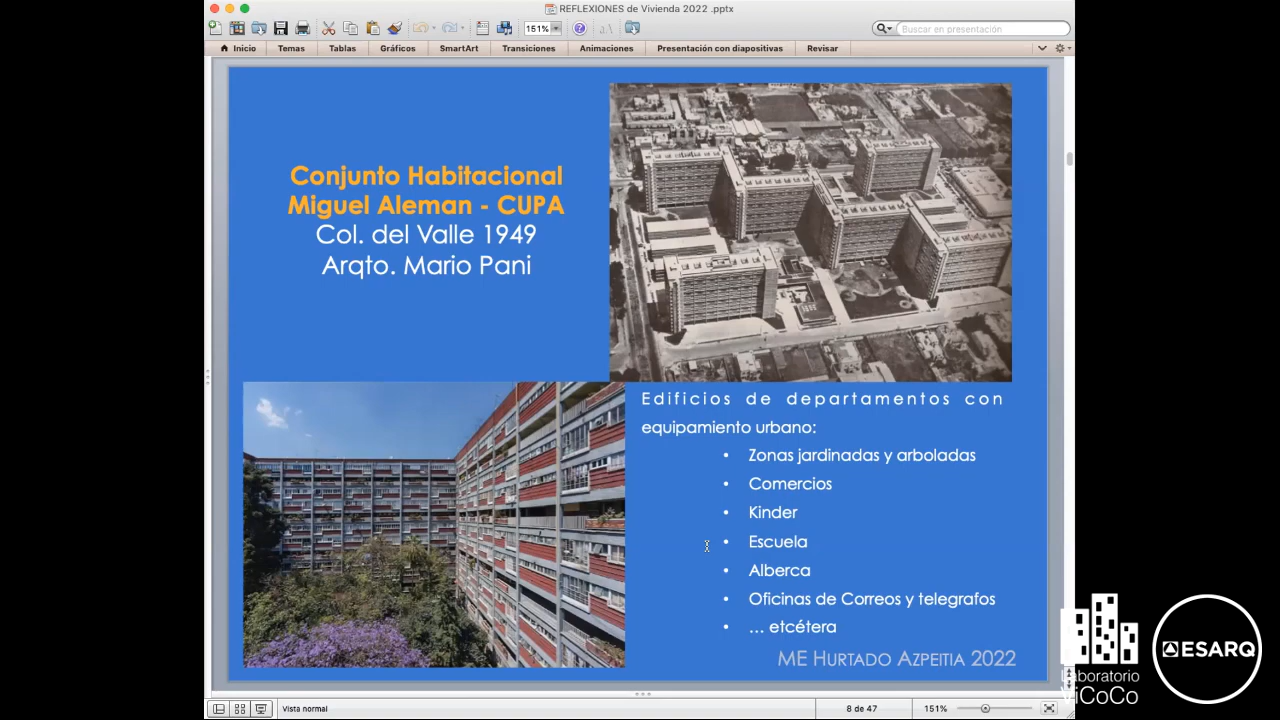 REFLEXIONES de Vivienda 2022 .pptx
151%
Buscar en presentación
Inicio Temas Tablas Gráficos SmartArt Transiciones Animaciones Presentación con diapositivas Revisar
Conjunto Habitacional
Miguel Aleman - CUPA
Col. del Valle 1949
Arqto. Mario Pani
Edificios de departamentos con
equipamiento urbano:
• Zonas jardinadas y arboladas
• Comercios
• Kinder
• Escuela
• Alberca
• Oficinas de Correos y telegrafos
• ... etcétera
ME HURTADO AZPEITIA 2022
Laboratorio
ViCoCo
ESARQ
Vista normal
8 de 47
151%